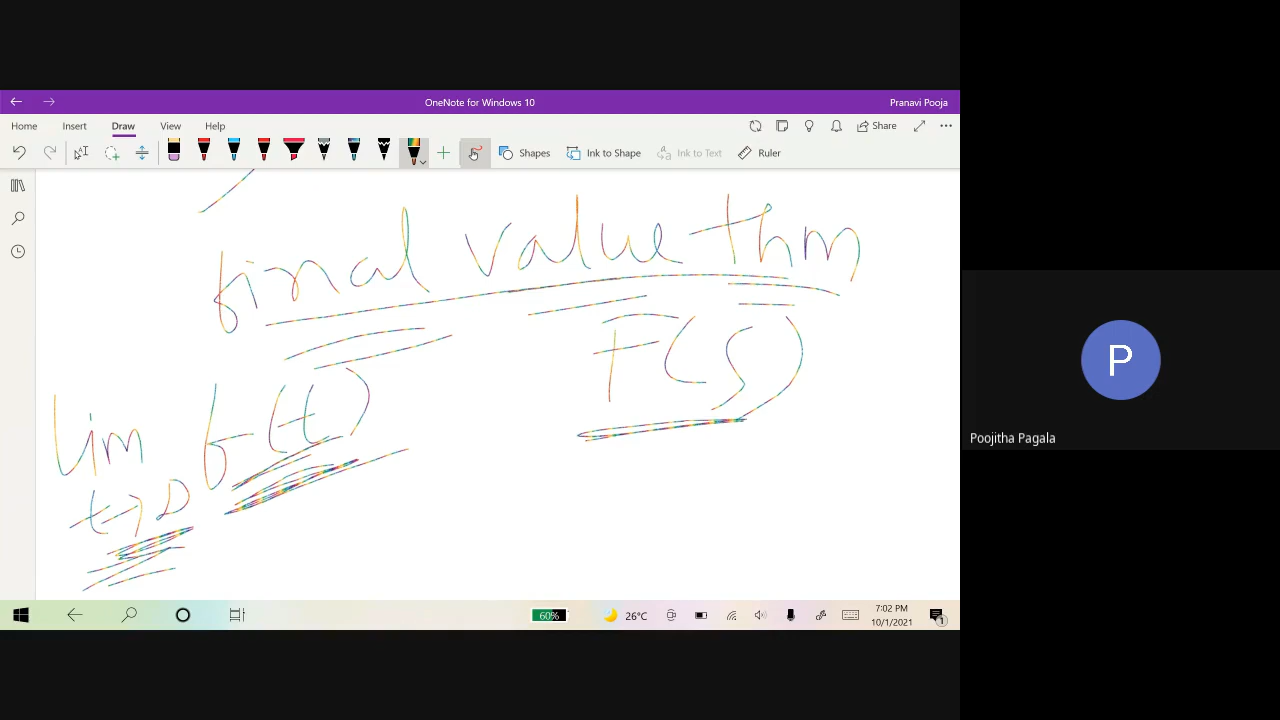 OneNote for Windows 10
Pranavi Pooja
Home Insert Draw View Help
Share
Shapes Ink to Shape Ink to Text Ruler
final value thm
F(s)
lim f(t)
t→∞
P
Poojitha Pagala
60% 26°C 7:02 PM
10/1/2021
1